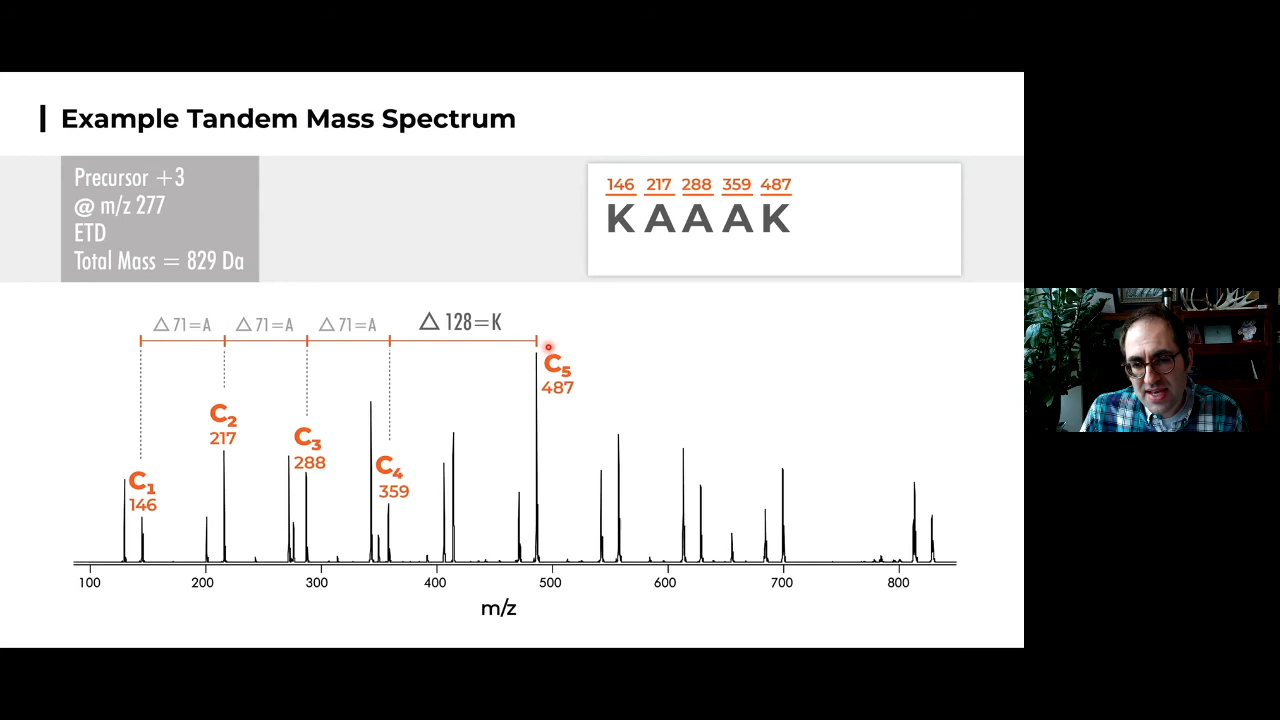 Example Tandem Mass Spectrum
Precursor +3
@ m/z 277
ETD
Total Mass = 829 Da
146 217 288 359 487
K A A A K
△ 71=A △ 71=A △ 71=A △ 128=K
C5
487
C2
217
C3
288
C4
359
C1
146
100 200 300 400 500 600 700 800
m/z